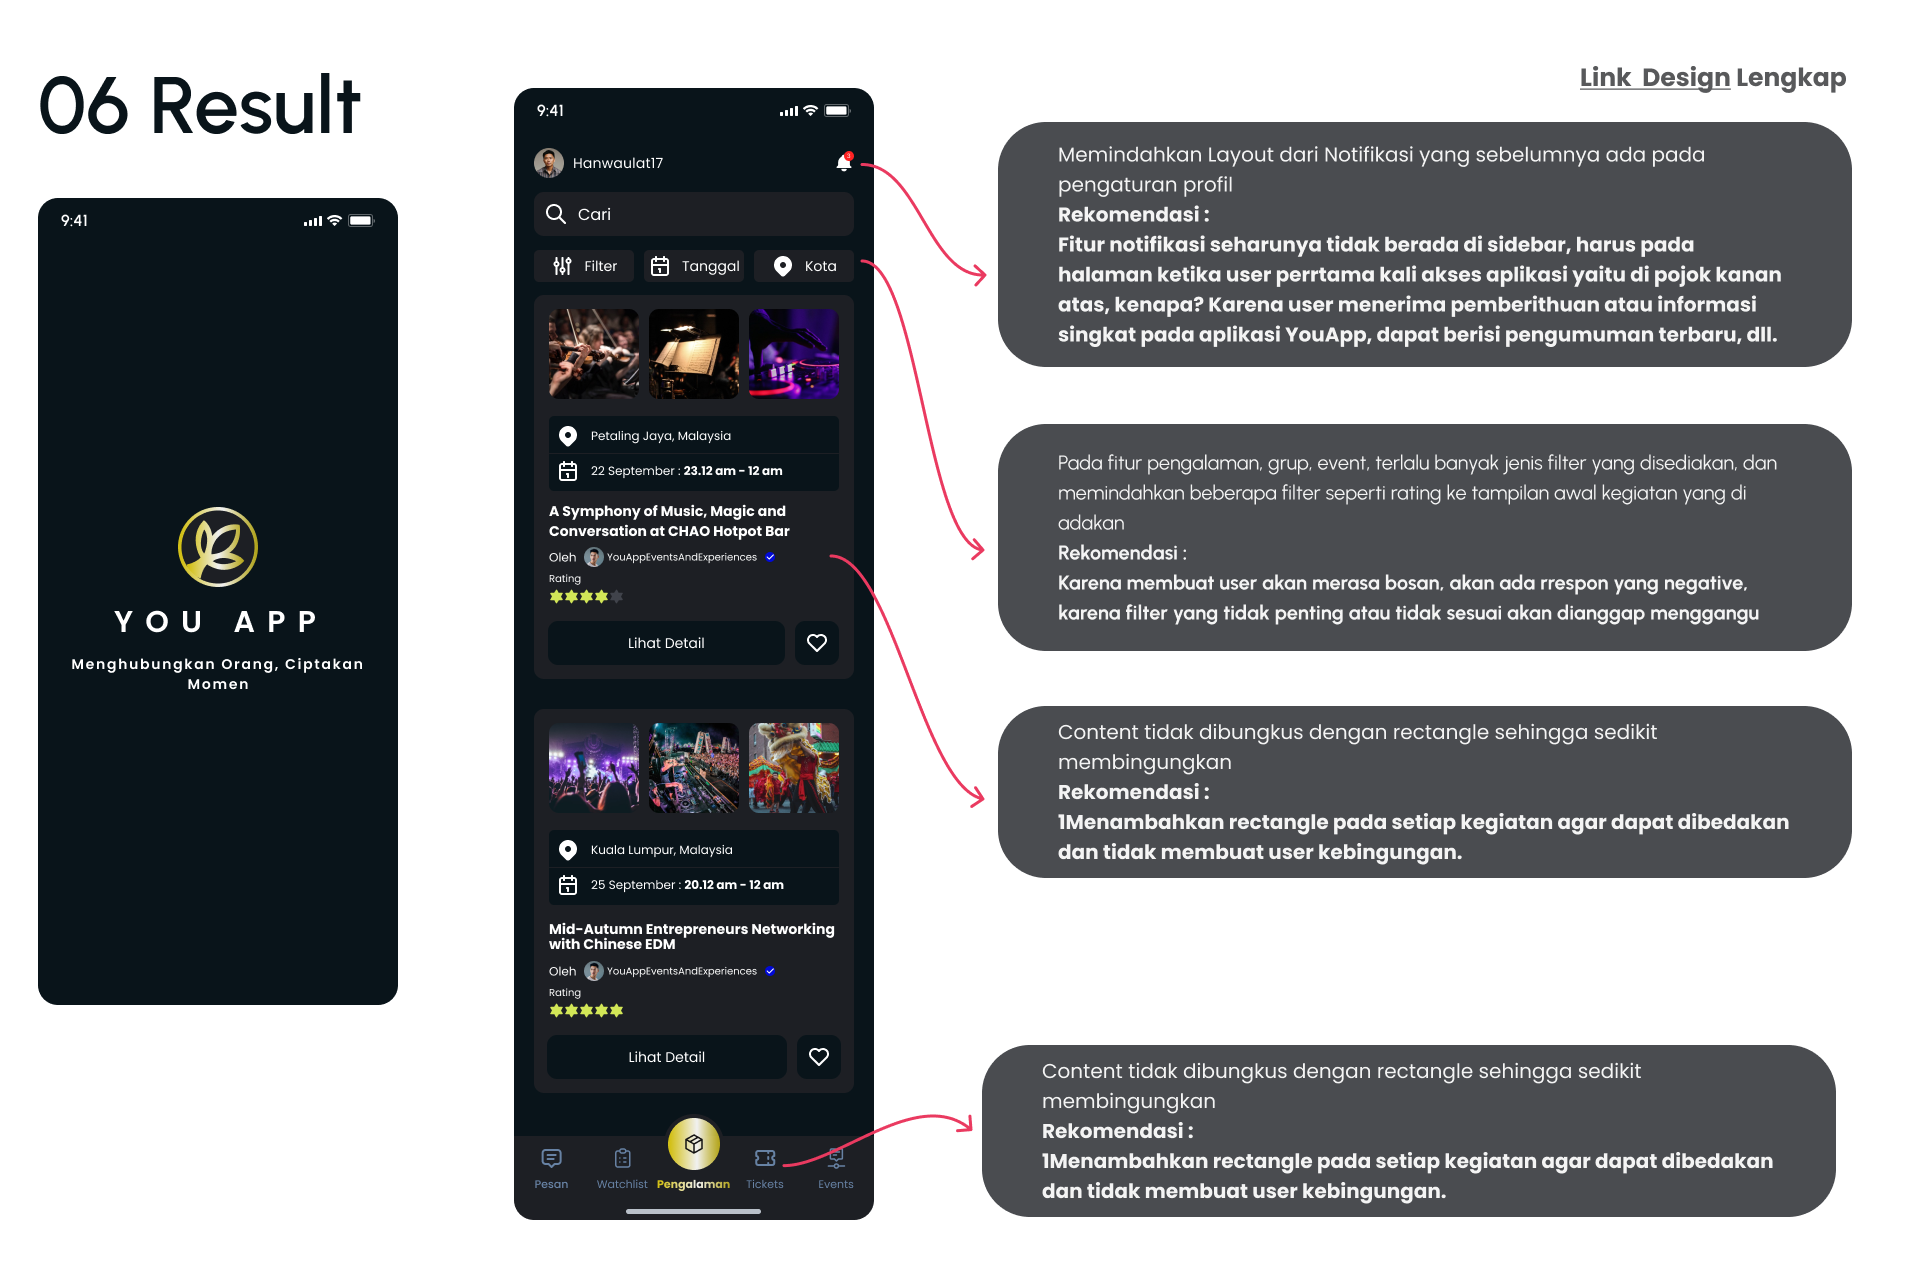 06 Result
9:41
YOU APP
Menghubungkan Orang, Ciptakan
Momen
9:41
Hanwaulat17
Cari
Filter
Tanggal
Kota
Petaling Jaya, Malaysia
22 September : 23.12 am - 12 am
A Symphony of Music, Magic and
Conversation at CHAO Hotpot Bar
Oleh YouAppEventsAndExperiences
Rating
Lihat Detail
Kuala Lumpur, Malaysia
25 September : 20.12 am - 12 am
Mid-Autumn Entrepreneurs Networking
with Chinese EDM
Oleh YouAppEventsAndExperiences
Rating
Lihat Detail
Pesan
Watchlist
Pengalaman
Tickets
Events
Link Design Lengkap
Memindahkan Layout dari Notifikasi yang sebelumnya ada pada
pengaturan profil
Rekomendasi :
Fitur notifikasi seharunya tidak berada di sidebar, harus pada
halaman ketika user perrtama kali akses aplikasi yaitu di pojok kanan
atas, kenapa? Karena user menerima pemberithuan atau informasi
singkat pada aplikasi YouApp, dapat berisi pengumuman terbaru, dll.
Pada fitur pengalaman, grup, event, terlalu banyak jenis filter yang disediakan, dan
memindahkan beberapa filter seperti rating ke tampilan awal kegiatan yang di
adakan
Rekomendasi :
Karena membuat user akan merasa bosan, akan ada rrespon yang negative,
karena filter yang tidak penting atau tidak sesuai akan dianggap menggangu
Content tidak dibungkus dengan rectangle sehingga sedikit
membingungkan
Rekomendasi :
1Menambahkan rectangle pada setiap kegiatan agar dapat dibedakan
dan tidak membuat user kebingungan.
Content tidak dibungkus dengan rectangle sehingga sedikit
membingungkan
Rekomendasi :
1Menambahkan rectangle pada setiap kegiatan agar dapat dibedakan
dan tidak membuat user kebingungan.